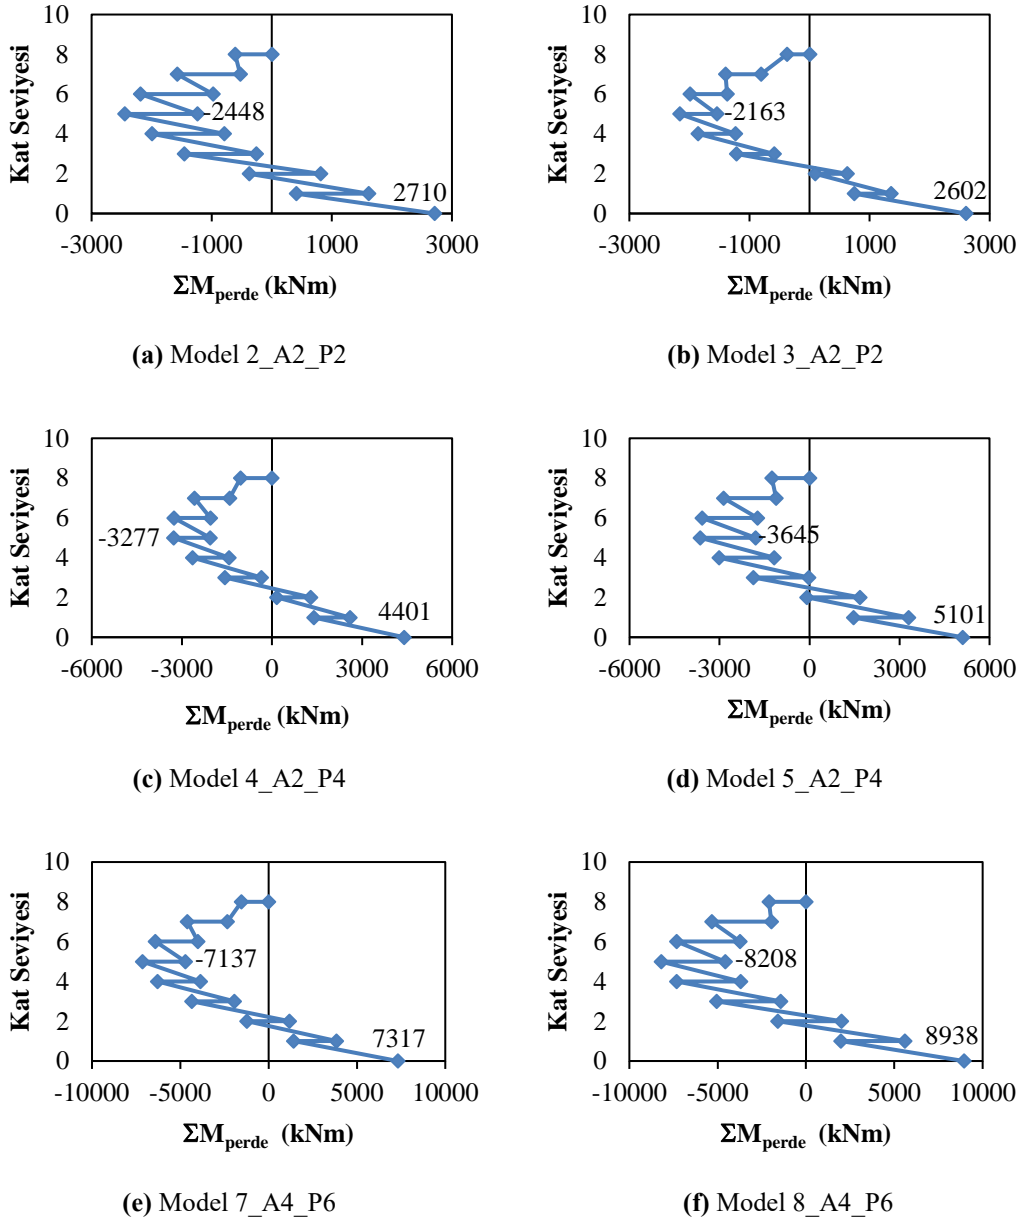 10
8
6
4
2
0
Kat Seviyesi
-2448
2710
-3000 -1000 1000 3000
ΣMperde (kNm)
(a) Model 2_A2_P2
10
8
6
4
2
0
Kat Seviyesi
-2163
2602
-3000 -1000 1000 3000
ΣMperde (kNm)
(b) Model 3_A2_P2
10
8
6
4
2
0
Kat Seviyesi
-3277
4401
-6000 -3000 0 3000 6000
ΣMperde (kNm)
(c) Model 4_A2_P4
10
8
6
4
2
0
Kat Seviyesi
-3645
5101
-6000 -3000 0 3000 6000
ΣMperde (kNm)
(d) Model 5_A2_P4
10
8
6
4
2
0
Kat Seviyesi
-7137
7317
-10000 -5000 0 5000 10000
ΣMperde (kNm)
(e) Model 7_A4_P6
10
8
6
4
2
0
Kat Seviyesi
-8208
8938
-10000 -5000 0 5000 10000
ΣMperde (kNm)
(f) Model 8_A4_P6